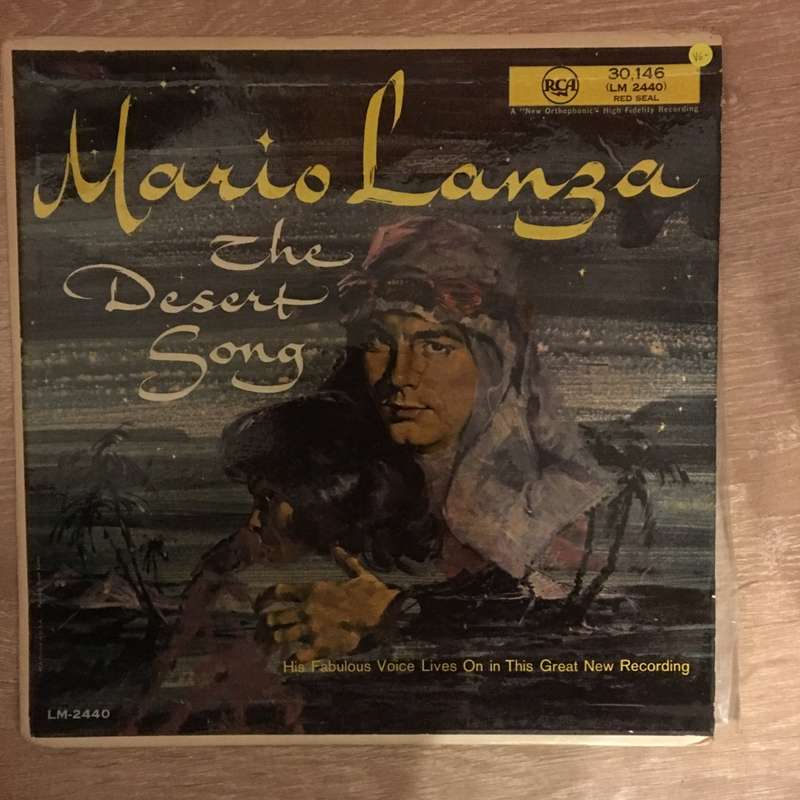 Mario Lanza
The
Desert
Song
RCA
30,146
(LM 2440)
RED SEAL
A "New Orthophonic" High Fidelity Recording
VG-
His Fabulous Voice Lives On in This Great New Recording
LM-2440